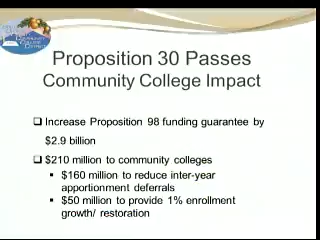 Proposition 30 Passes
Community College Impact
Increase Proposition 98 funding guarantee by
$2.9 billion
$210 million to community colleges
$160 million to reduce inter-year
apportionment deferrals
$50 million to provide 1% enrollment
growth/ restoration